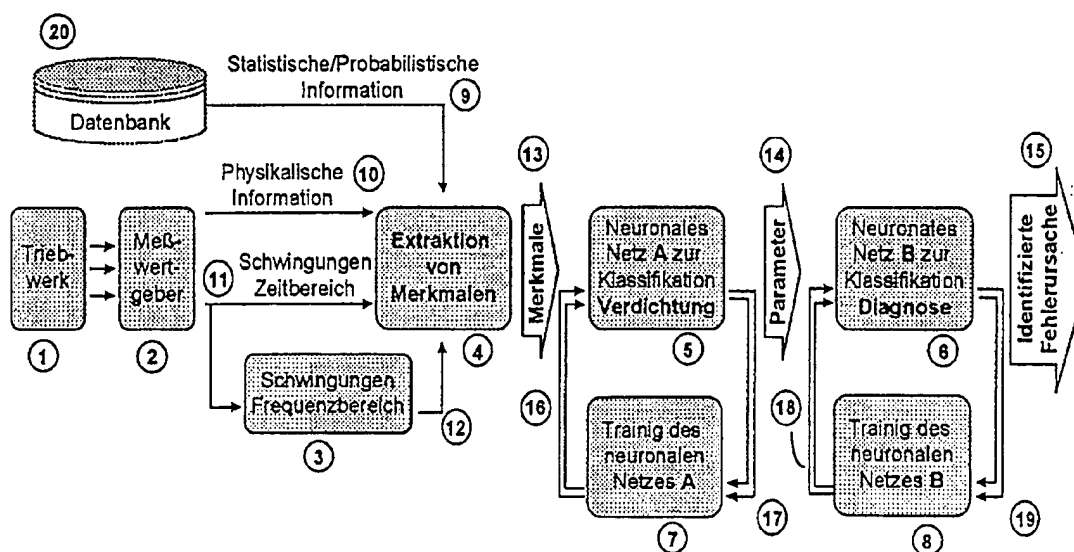 20
Statistische/Probabilistische
Information
9
Datenbank
13
14
15
Physikalische
Information
10
Triebwerk
1
Meß-
wert-
geber
2
11
Schwingungen
Zeitbereich
Extraktion
von
Merkmalen
4
Schwingungen
Frequenzbereich
3
12
Merkmale
Neuronales
Netz A zur
Klassifikation
Verdichtung
5
16
Trainig des
neuronalen
Netzes A
7
17
Parameter
Neuronales
Netz B zur
Klassifikation
Diagnose
6
18
Trainig des
neuronalen
Netzes B
8
19
Identifizierte
Fehlerursache